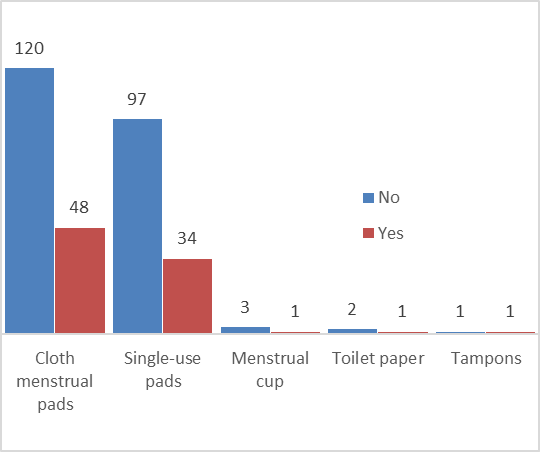 120
97
48
34
3
1
2
1
1
1
No
Yes
Cloth
menstrual
pads
Single-use
pads
Menstrual
cup
Toilet paper
Tampons